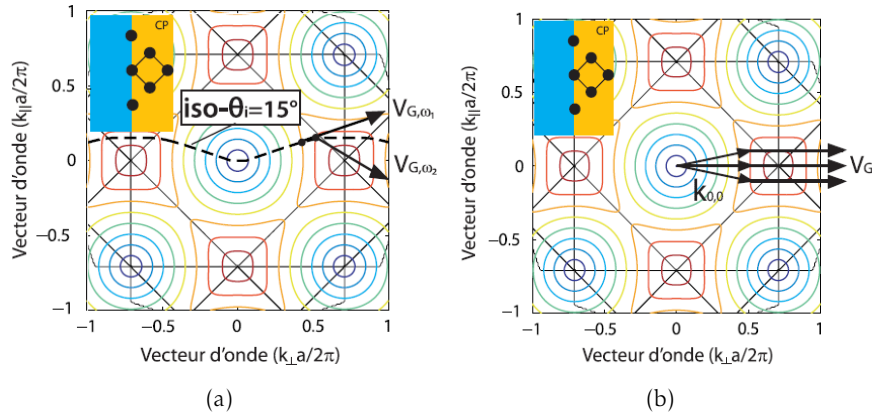 CP
iso-θi=15°
VG,ω1
VG,ω2
Vecteur d'onde (k||a/2π)
1
0.5
0
−0.5
−1
−1
−0.5
0
0.5
1
Vecteur d'onde (k⊥a/2π)
(a)
CP
k0,0
VG
Vecteur d'onde (k||a/2π)
1
0.5
0
−0.5
−1
−1
−0.5
0
0.5
1
Vecteur d'onde (k⊥a/2π)
(b)